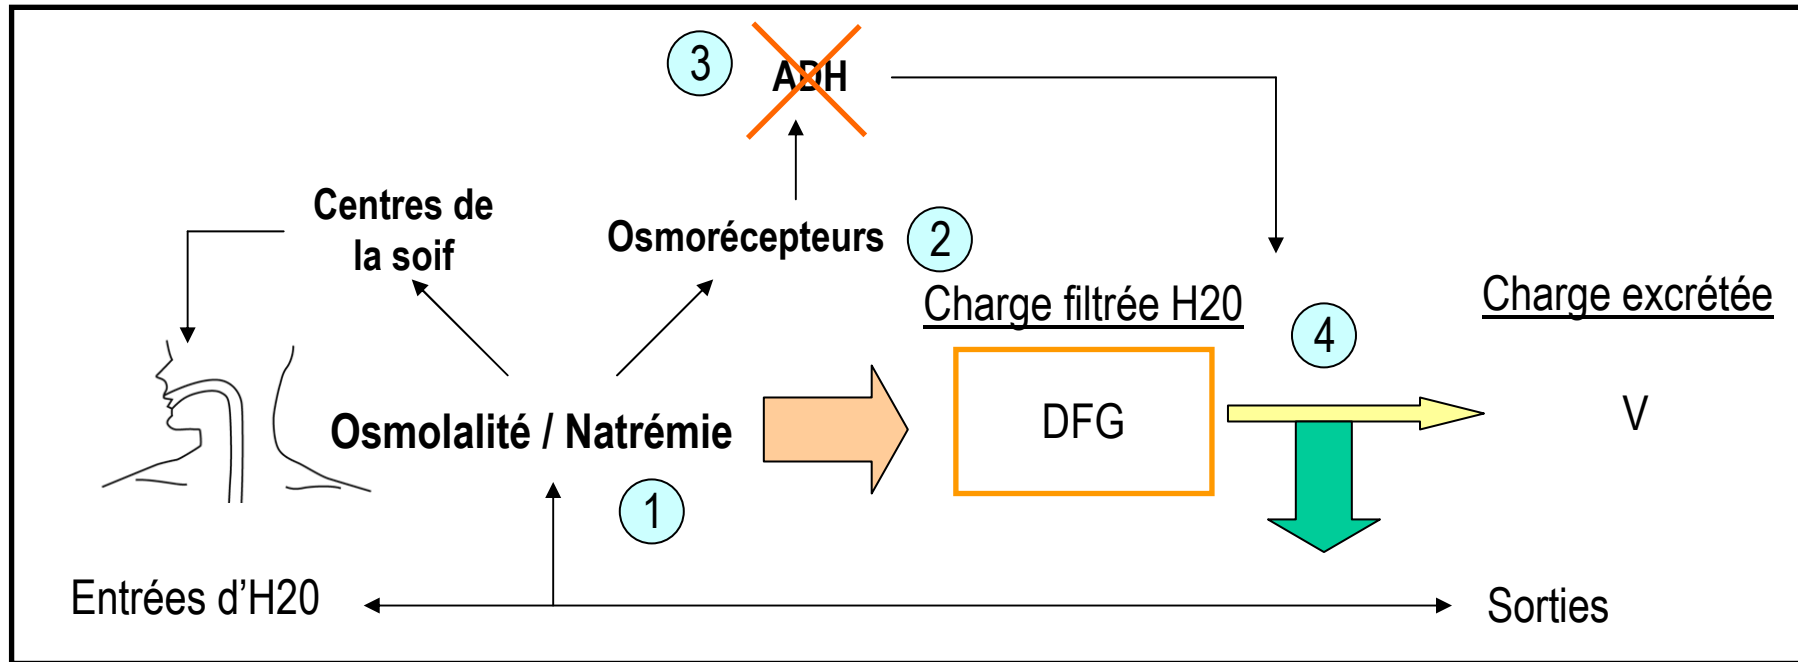 3
ADH
Centres de
la soif
Osmorécepteurs
2
Charge filtrée H20
4
Charge excrétée
Osmolalité / Natrémie
DFG
V
1
Entrées d’H20
Sorties